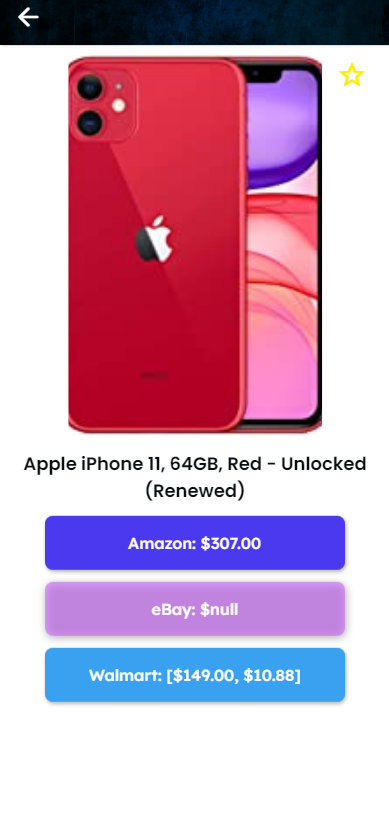 Apple iPhone 11, 64GB, Red - Unlocked
(Renewed)
Amazon: $307.00
eBay: $null
Walmart: [$149.00, $10.88]